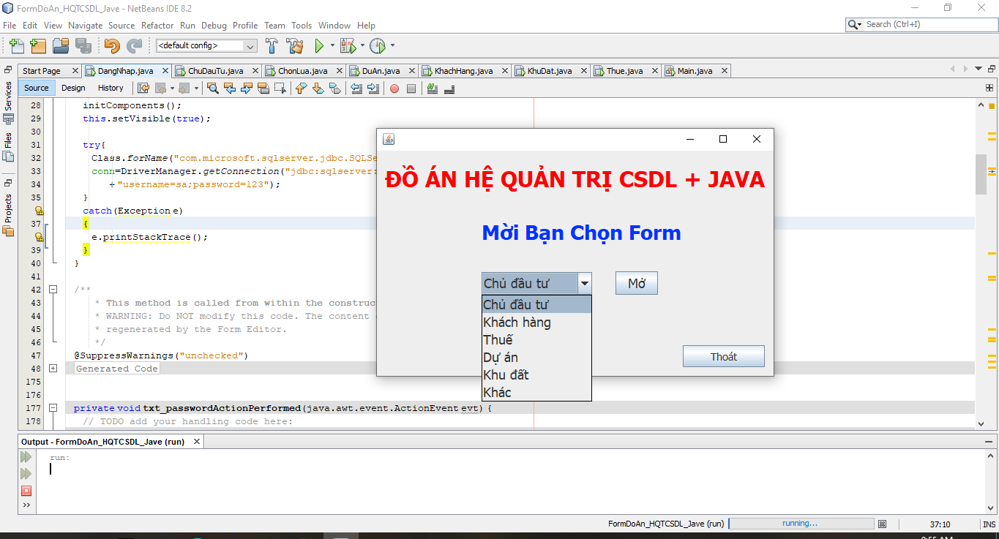 FormDoAn_HQTCSDL_Jave - NetBeans IDE 8.2
File Edit View Navigate Source Refactor Run Debug Profile Team Tools Window Help
Search (Ctrl+I)
<default config>
Start Page DangNhap.java ChuDauTu.java ChonLua.java DuAn.java KhachHang.java KhuDat.java Thue.java Main.java
Source Design History
Services
Files
Projects
28 initComponents();
29 this.setVisible(true);
30
31 try{
32 Class.forName("com.microsoft.sqlserver.jdbc.SQLSe
33 conn=DriverManager.getConnection("jdbc:sqlserver:
34 + "username=sa;password=123");
35 }
catch(Exception e)
37 {
e.printStackTrace();
39 }
40 }
41
42 /**
43 * This method is called from within the construc
44 * WARNING: Do NOT modify this code. The content
45 * regenerated by the Form Editor.
46 */
47 @SuppressWarnings("unchecked")
48 Generated Code
175
176
177 private void txt_passwordActionPerformed(java.awt.event.ActionEvent evt) {
178 // TODO add your handling code here:
ĐỒ ÁN HỆ QUẢN TRỊ CSDL + JAVA
Mời Bạn Chọn Form
Chủ đầu tư Mở
Chủ đầu tư
Khách hàng
Thuế
Dự án
Khu đất
Khác
Thoát
Output - FormDoAn_HQTCSDL_Jave (run)
run:
FormDoAn_HQTCSDL_Jave (run) running... 37:10 INS